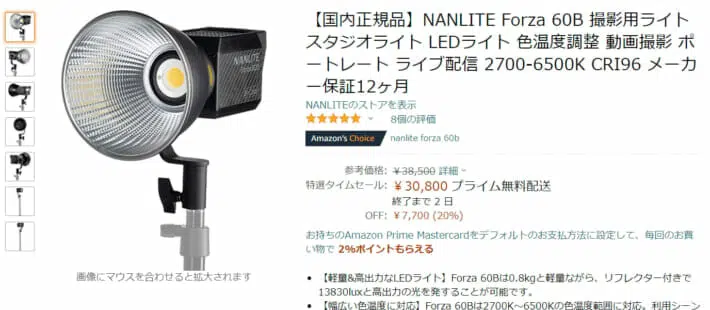 【国内正規品】NANLITE Forza 60B 撮影用ライト
スタジオライト LEDライト 色温度調整 動画撮影 ポ
ートレート ライブ配信 2700-6500K CRI96 メーカ
ー保証12ヶ月
NANLITEのストアを表示
8個の評価
Amazon's Choice nanlite forza 60b
参考価格: ￥38,500 詳細
特選タイムセール: ￥30,800 プライム無料配送
終了まで 2 日
OFF: ￥7,700 (20%)
お持ちのAmazon Prime Mastercardをデフォルトのお支払方法に設定して、毎回のお買
い物で 2%ポイントもらえる
• 【軽量&高出力なLEDライト】Forza 60Bは0.8kgと軽量ながら、リフレクター付きで
13830luxと高出力の光を発することが可能です。
• 【幅広い色温度に対応】Forza 60Bは2700K～6500Kの色温度範囲に対応。利用シーン
NANLITE
画像にマウスを合わせると拡大されます